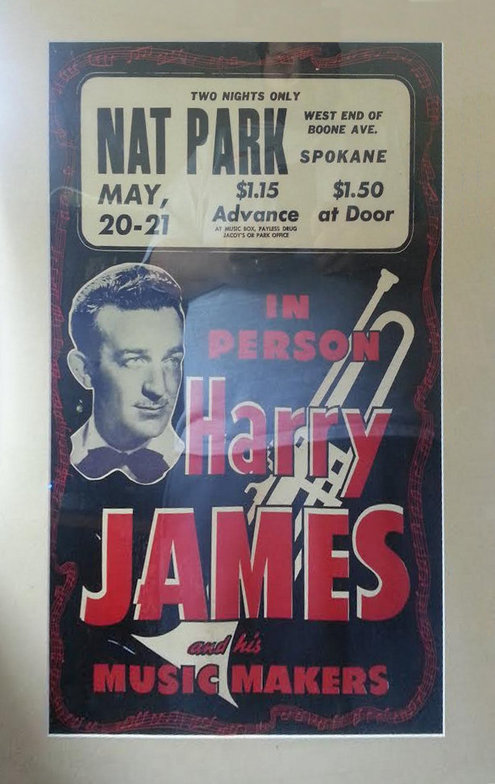 TWO NIGHTS ONLY
NAT PARK
WEST END OF
BOONE AVE.
SPOKANE
MAY,
20-21
$1.15
Advance
AT MUSIC BOX, PAYLESS DRUG
JACOY'S OR PARK OFFICE
$1.50
at Door
IN
PERSON
Harry
JAMES
and his
MUSIC MAKERS